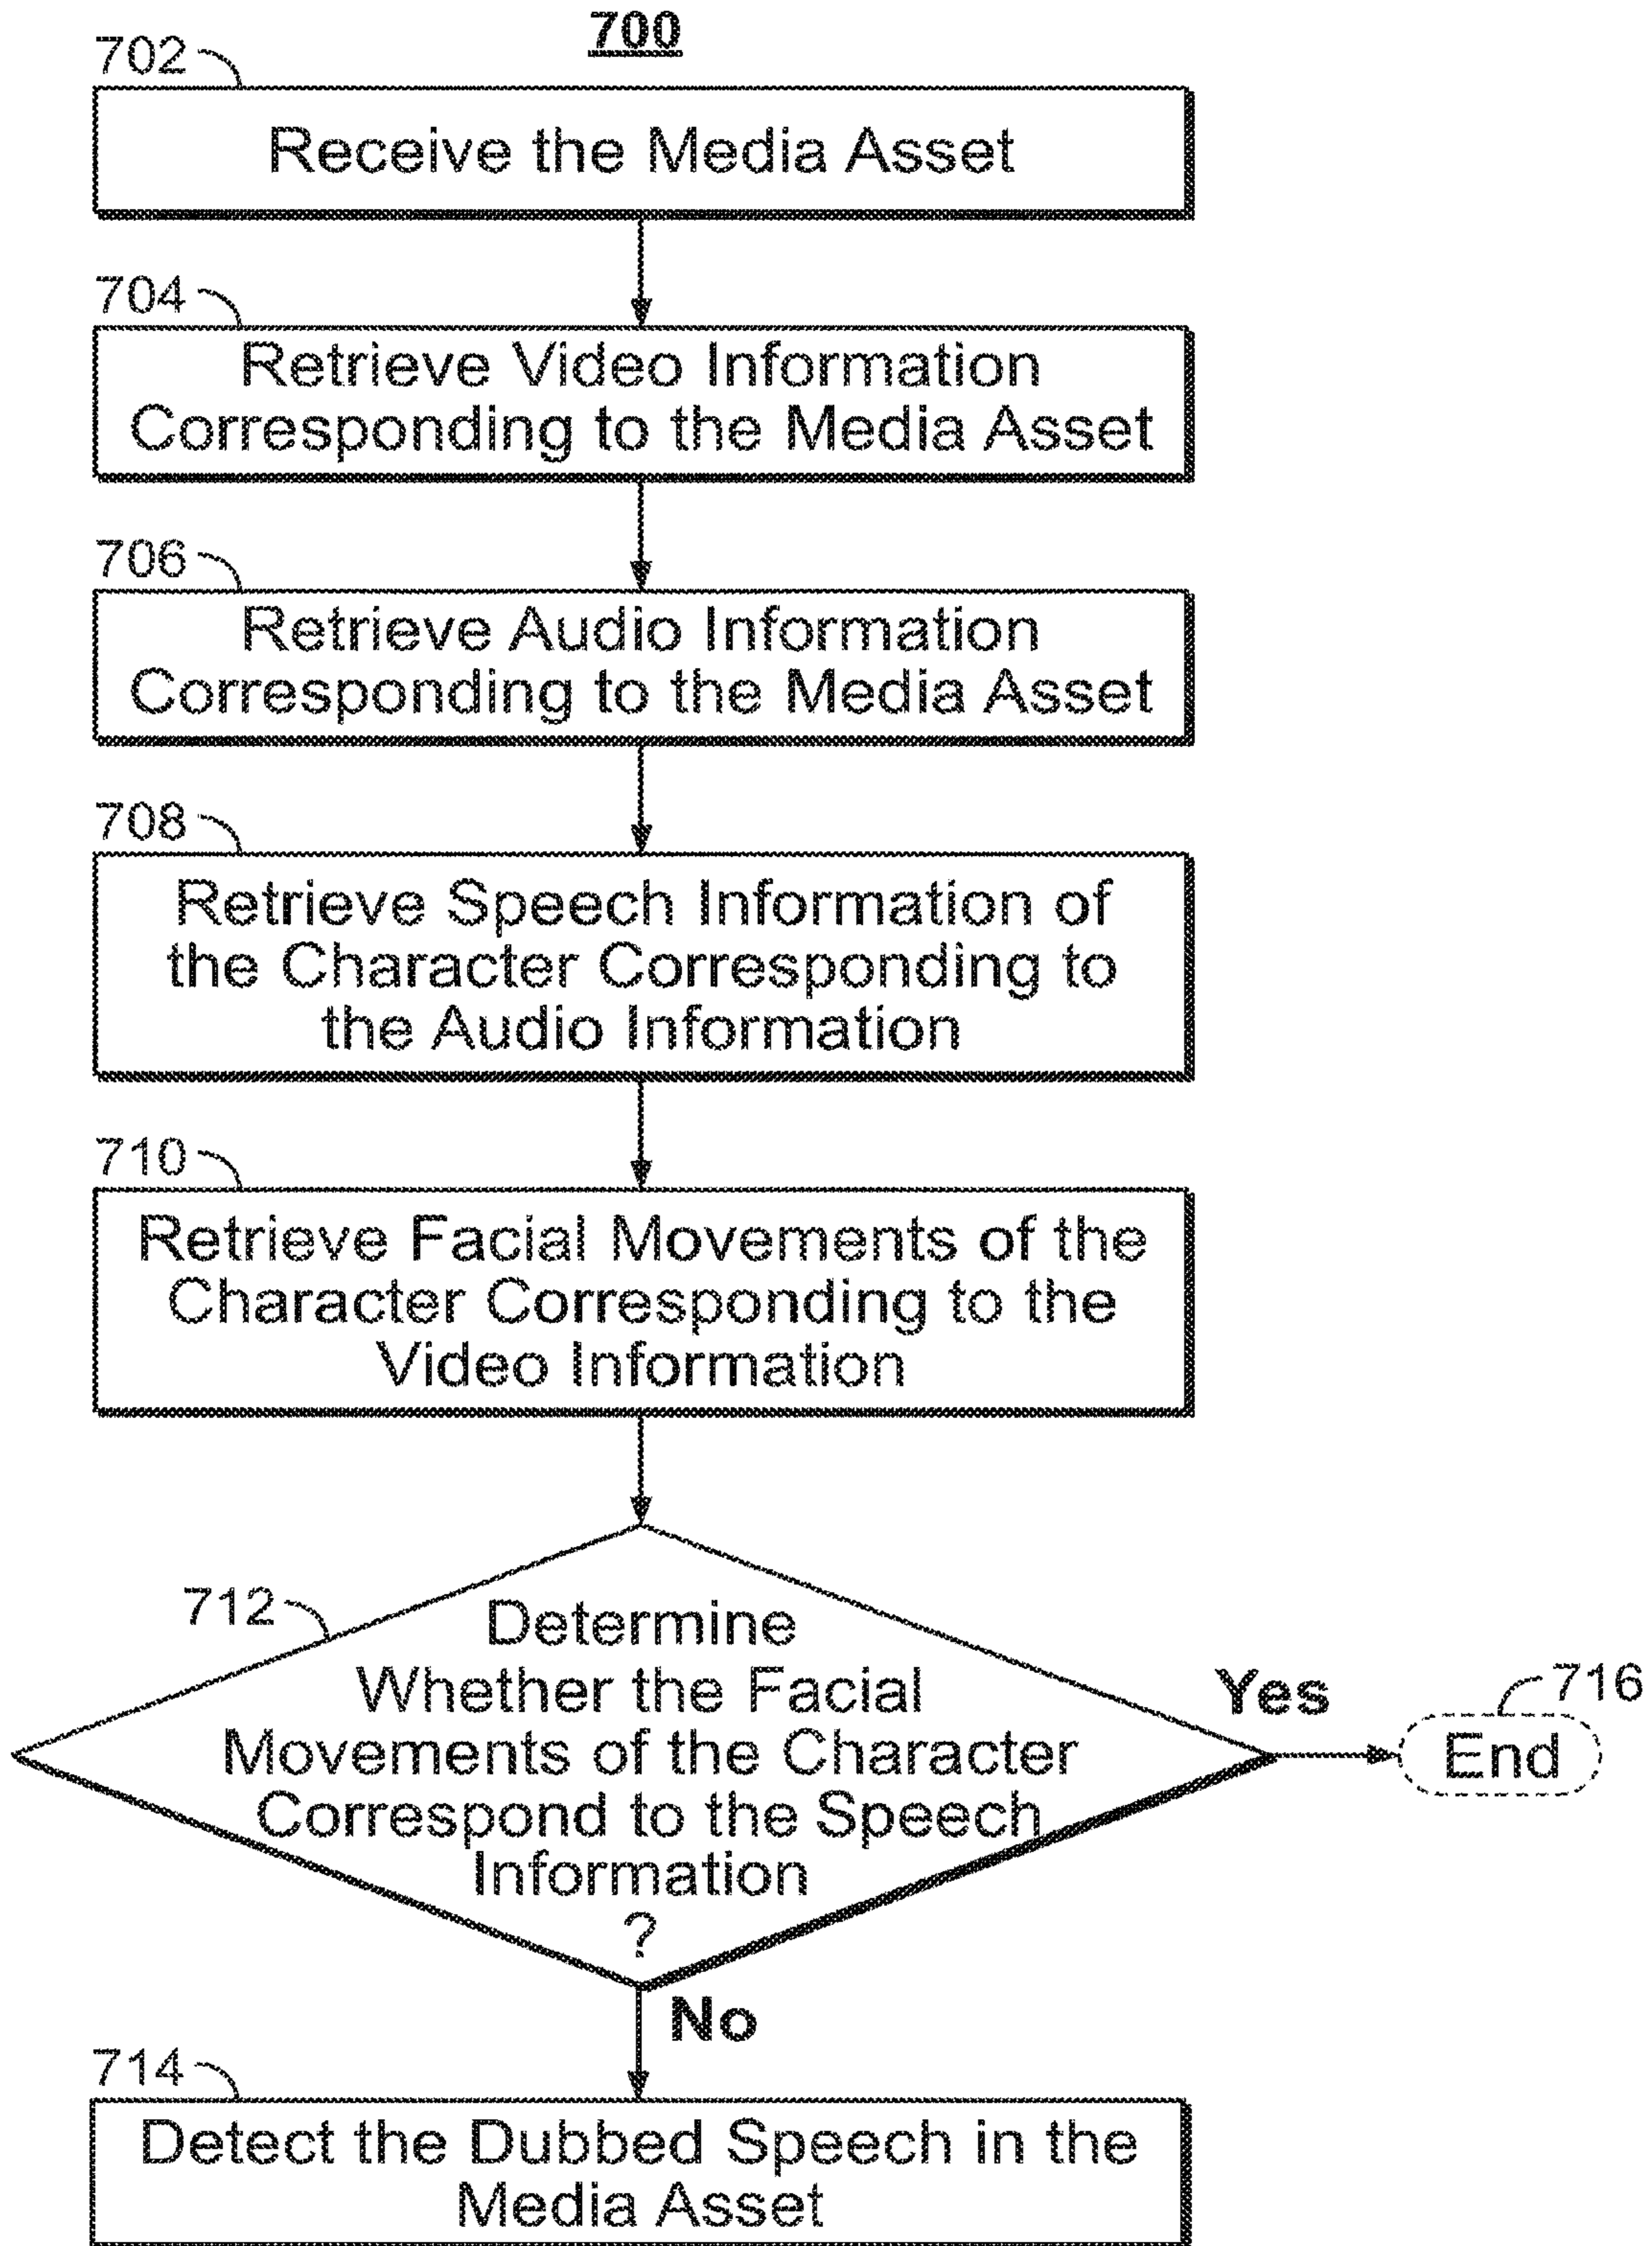 700
702
Receive the Media Asset
704
Retrieve Video Information
Corresponding to the Media Asset
706
Retrieve Audio Information
Corresponding to the Media Asset
708
Retrieve Speech Information of
the Character Corresponding to
the Audio Information
710
Retrieve Facial Movements of the
Character Corresponding to the
Video Information
712
Determine
Whether the Facial
Movements of the Character
Correspond to the Speech
Information
?
Yes
716
End
No
714
Detect the Dubbed Speech in the
Media Asset